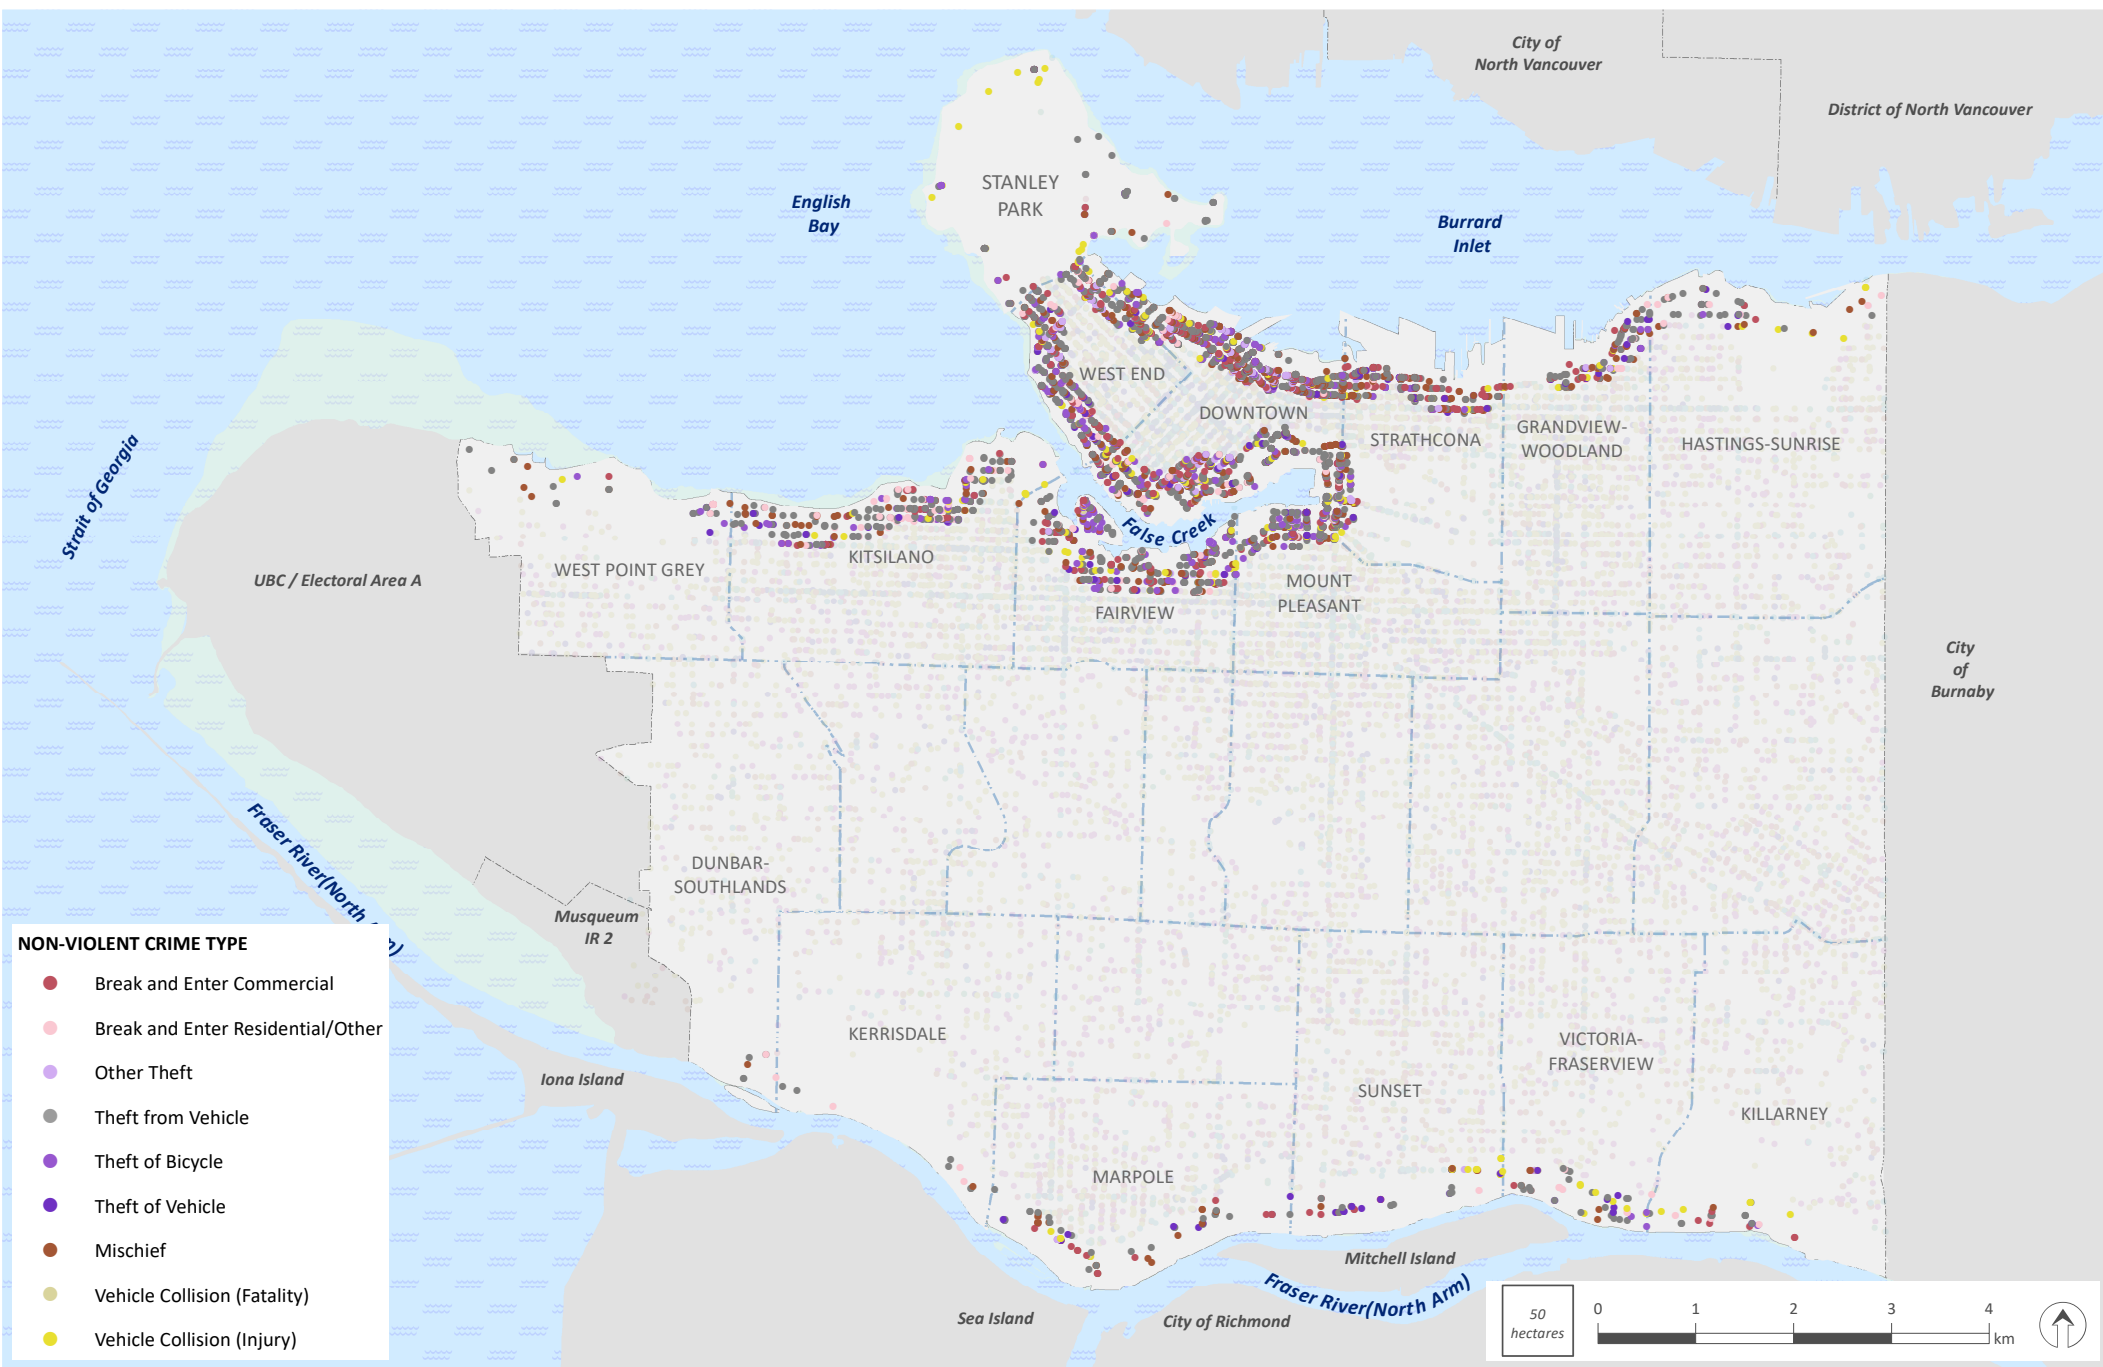 City of
North Vancouver
District of North Vancouver
STANLEY
PARK
English
Bay
Burrard
Inlet
WEST END
DOWNTOWN
STRATHCONA
GRANDVIEW-
WOODLAND
HASTINGS-SUNRISE
Strait of Georgia
False Creek
UBC / Electoral Area A
WEST POINT GREY
KITSILANO
FAIRVIEW
MOUNT
PLEASANT
City
of
Burnaby
Fraser River(North
DUNBAR-
SOUTHLANDS
Musqueum
IR 2
KERRISDALE
VICTORIA-
FRASERVIEW
Iona Island
SUNSET
KILLARNEY
MARPOLE
Mitchell Island
Fraser River(North Arm)
Sea Island
City of Richmond
NON-VIOLENT CRIME TYPE
Break and Enter Commercial
Break and Enter Residential/Other
Other Theft
Theft from Vehicle
Theft of Bicycle
Theft of Vehicle
Mischief
Vehicle Collision (Fatality)
Vehicle Collision (Injury)
50
hectares
0 1 2 3 4
km